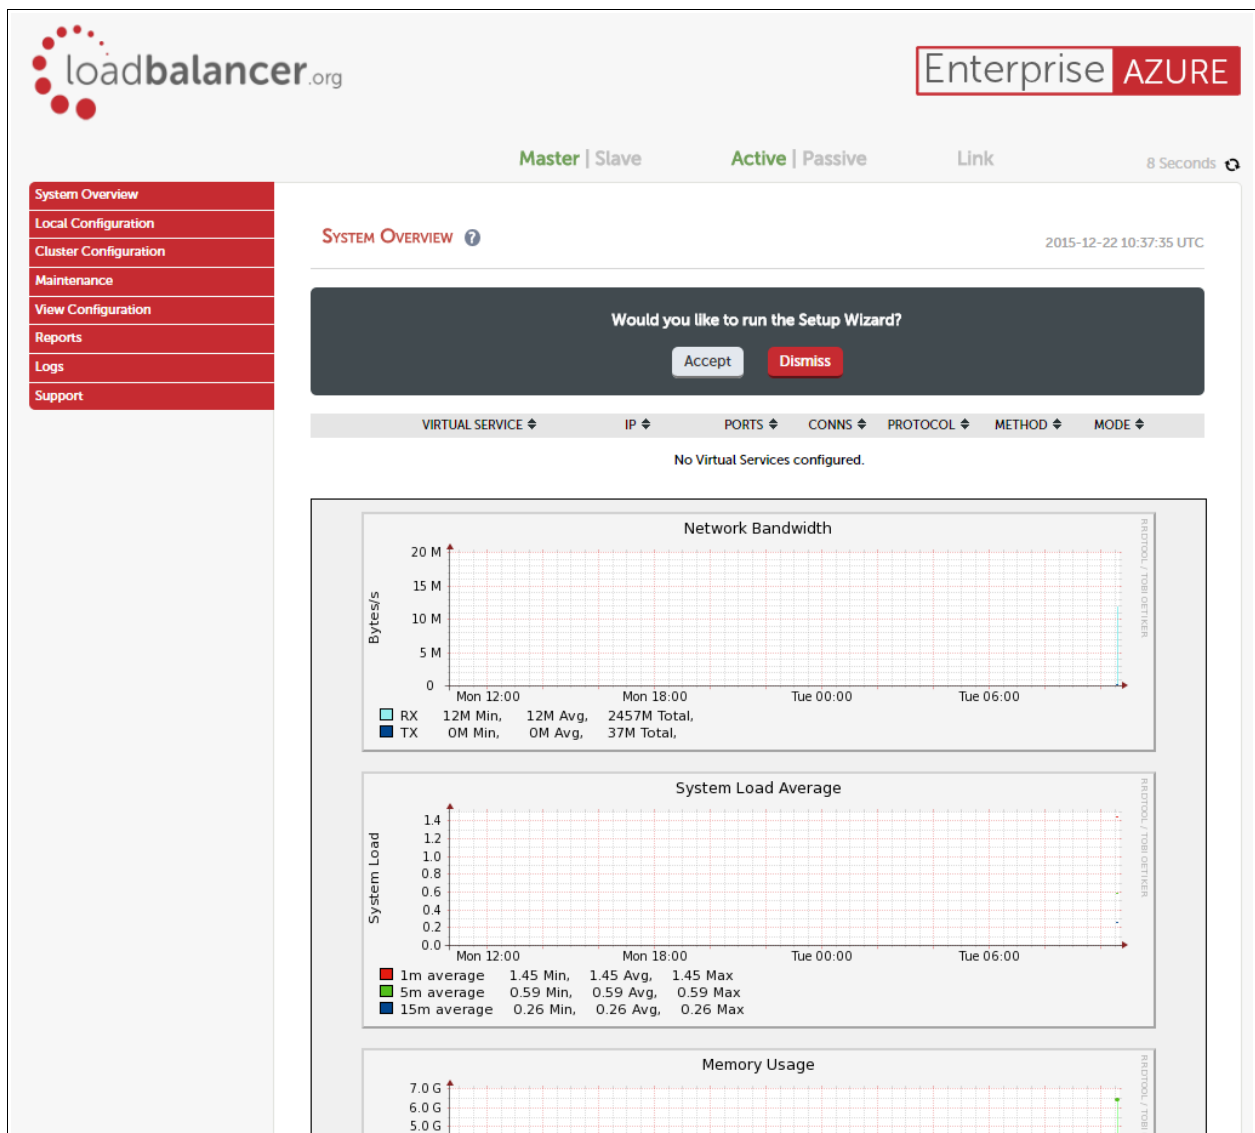 loadbalancer.org
Enterprise AZURE
Master | Slave Active | Passive Link 8 Seconds
System Overview
Local Configuration
Cluster Configuration
Maintenance
View Configuration
Reports
Logs
Support
SYSTEM OVERVIEW ?
2015-12-22 10:37:35 UTC
Would you like to run the Setup Wizard?
Accept Dismiss
VIRTUAL SERVICE IP PORTS CONNS PROTOCOL METHOD MODE
No Virtual Services configured.
Network Bandwidth
RRDTOOL / TOBI OETIKER
Bytes/s
20 M
15 M
10 M
5 M
0
Mon 12:00 Mon 18:00 Tue 00:00 Tue 06:00
RX 12M Min, 12M Avg, 2457M Total,
TX 0M Min, 0M Avg, 37M Total,
System Load Average
RRDTOOL / TOBI OETIKER
System Load
1.4
1.2
1.0
0.8
0.6
0.4
0.2
0.0
Mon 12:00 Mon 18:00 Tue 00:00 Tue 06:00
1m average 1.45 Min, 1.45 Avg, 1.45 Max
5m average 0.59 Min, 0.59 Avg, 0.59 Max
15m average 0.26 Min, 0.26 Avg, 0.26 Max
Memory Usage
RRDTOOL / TOBI
7.0 G
6.0 G
5.0 G